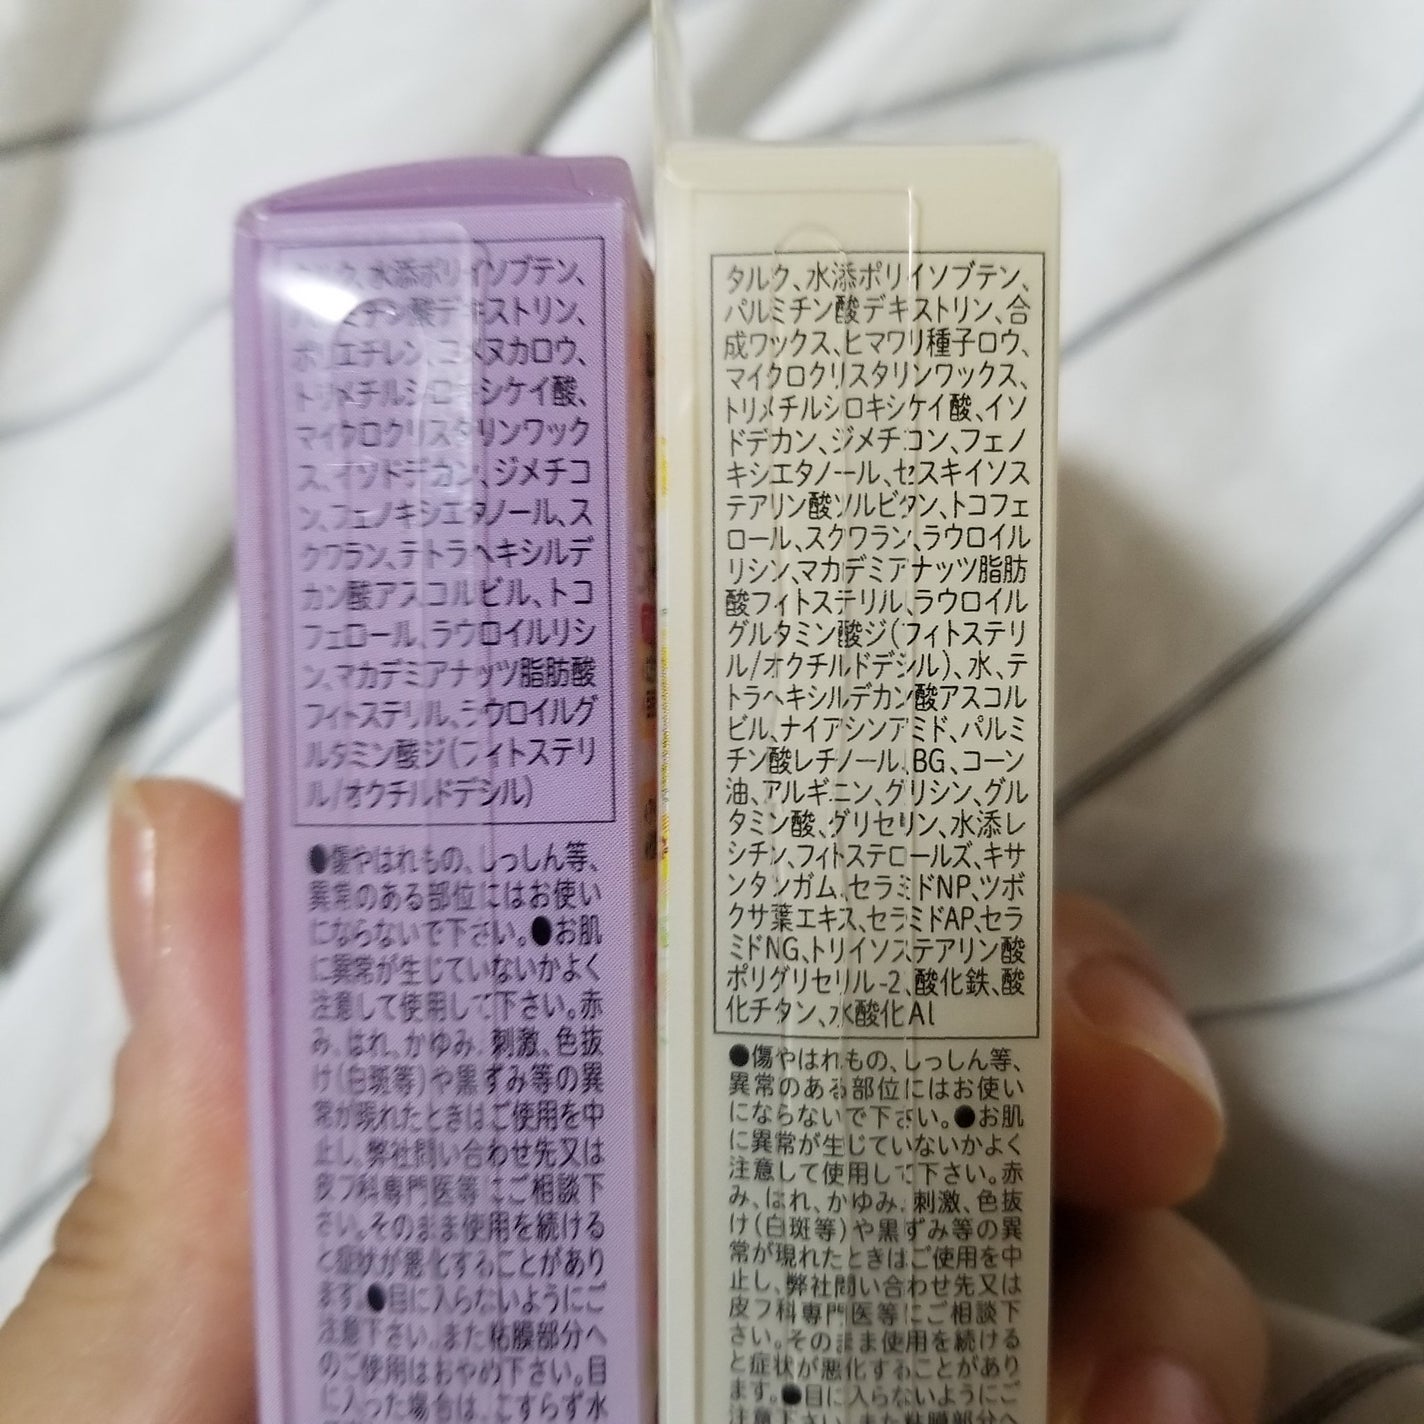 タルク、水添ポリイソブテン、
パルミチン酸デキストリン、
ポリエチレン、コメヌカロウ、
トリメチルシロキシケイ酸、
マイクロクリスタリンワック
ス、イソドデカン、ジメチコ
ン、フェノキシエタノール、ス
クワラン、テトラヘキシルデ
カン酸アスコルビル、トコ
フェロール、ラウロイルリシ
ン、マカデミアナッツ脂肪酸
フィトステリル、ラウロイルグ
ルタミン酸ジ(フィトステリ
ル/オクチルドデシル)
●傷やはれもの、しっしん等、
異常のある部位にはお使い
にならないで下さい。●お肌
に異常が生じていないかよく
注意して使用して下さい。赤
み、はれ、かゆみ、刺激、色抜
け(白斑等)や黒ずみ等の異
常が現れたときはご使用を中
止し、弊社問い合わせ先又は
皮フ科専門医等にご相談下
さい。そのまま使用を続ける
と症状が悪化することがあり
ます。●目に入らないようにご
注意下さい。また粘膜部分へ
のご使用はおやめ下さい。目
に入った場合は、こすらず水
タルク、水添ポリイソブテン、
パルミチン酸デキストリン、合
成ワックス、ヒマワリ種子ロウ、
マイクロクリスタリンワックス、
トリメチルシロキシケイ酸、イソ
ドデカン、ジメチコン、フェノ
キシエタノール、セスキイソス
テアリン酸ソルビタン、トコフェ
ロール、スクワラン、ラウロイル
リシン、マカデミアナッツ脂肪
酸フィトステリル、ラウロイル
グルタミン酸ジ(フィトステリ
ル/オクチルドデシル)、水、テ
トラヘキシルデカン酸アスコル
ビル、ナイアシンアミド、パルミ
チン酸レチノール、BG、コーン
油、アルギニン、グリシン、グル
タミン酸、グリセリン、水添レ
シチン、フィトステロールズ、キサ
ンタンガム、セラミドNP、ツボ
クサ葉エキス、セラミドAP、セラ
ミドNG、トリイソステアリン酸
ポリグリセリル-2、酸化鉄、酸
化チタン、水酸化Al
●傷やはれもの、しっしん等、
異常のある部位にはお使い
にならないで下さい。●お肌
に異常が生じていないかよく
注意して使用して下さい。赤
み、はれ、かゆみ、刺激、色抜
け(白斑等)や黒ずみ等の異
常が現れたときはご使用を中
止し、弊社問い合わせ先又は
皮フ科専門医等にご相談下
さい。そのまま使用を続ける
と症状が悪化することがあり
ます。●目に入らないようにご
注意下さい。また粘膜部分へ